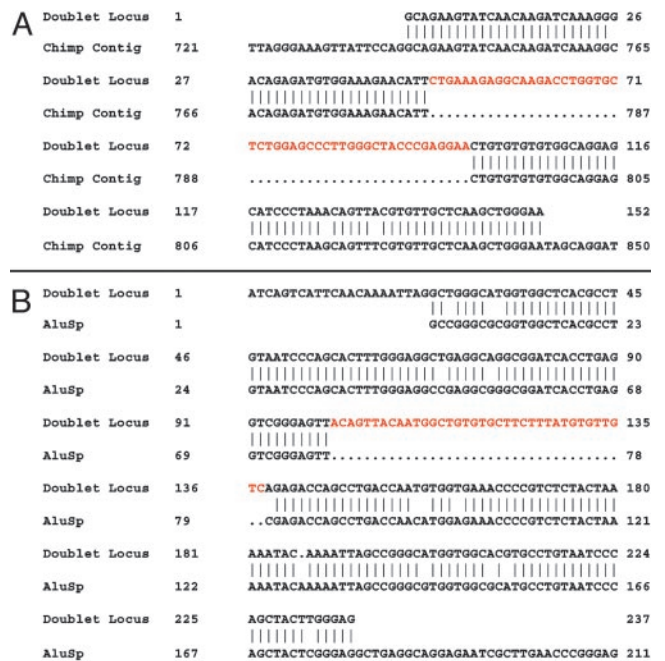 A
Doublet Locus 1 GCAGAAGTATCAACAAGATCAAAGGG 26
Chimp Contig 721 TTAGGGAAAGTTATTCCAGGCAGAAGTATCAACAAGATCAAAGGC 765
Doublet Locus 27 ACAGAGATGTGGAAAGAACATTCTGAAAGAGGCAAGACCTGGTGC 71
Chimp Contig 766 ACAGAGATGTGGAAAGAACATT....................... 787
Doublet Locus 72 TCTGGAGCCCTTGGGCTACCCGAGGAACTGTGTGTGTGGCAGGAG 116
Chimp Contig 788 ...........................CTGTGTGTGTGGCAGGAG 805
Doublet Locus 117 CATCCCTAAACAGTTACGTGTTGCTCAAGCTGGGAA 152
Chimp Contig 806 CATCCCTAAGCAGTTTCGTGTTGCTCAAGCTGGGAATAGCAGGAT 850
B
Doublet Locus 1 ATCAGTCATTCAACAAAATTAGGCTGGGCATGGTGGCTCACGCCT 45
AluSp 1 GCCGGGCGCGGTGGCTCACGCCT 23
Doublet Locus 46 GTAATCCCAGCACTTTGGGAGGCTGAGGCAGGCGGATCACCTGAG 90
AluSp 24 GTAATCCCAGCACTTTGGGAGGCCGAGGCGGGCGGATCACCTGAG 68
Doublet Locus 91 GTCGGGAGTTACAGTTACAATGGCTGTGTGCTTCTTTATGTGTTG 135
AluSp 69 GTCGGGAGTT................................... 78
Doublet Locus 136 TCAGAGACCAGCCTGACCAATGTGGTGAAACCCCGTCTCTACTAA 180
AluSp 79 ..CGAGACCAGCCTGACCAACATGGAGAAACCCCGTCTCTACTAA 121
Doublet Locus 181 AAATAC.AAAATTAGCCGGGCATGGTGGCACGTGCCTGTAATCCC 224
AluSp 122 AAATACAAAAATTAGCCGGGCGTGGTGGCGCATGCCTGTAATCCC 166
Doublet Locus 225 AGCTACTTGGGAG 237
AluSp 167 AGCTACTCGGGAGGCTGAGGCAGGAGAATCGCTTGAACCCGGGAG 211